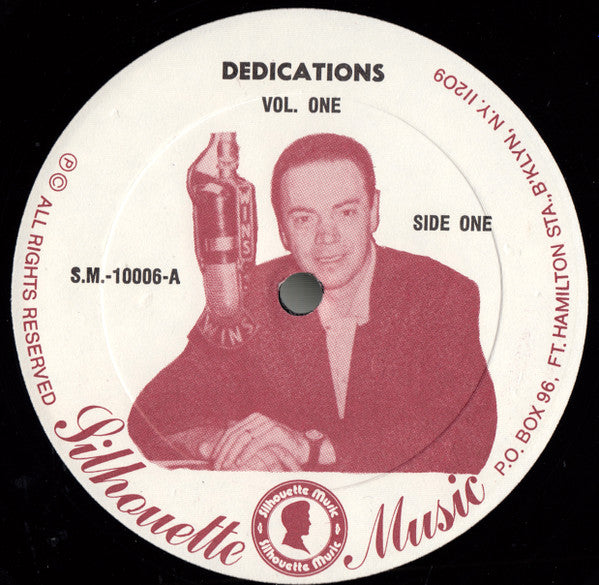 DEDICATIONS
VOL. ONE
SIDE ONE
S.M.-10006-A
WINS
WINS
Ⓟ© ALL RIGHTS RESERVED
P.O. BOX 96, FT. HAMILTON STA., B'KLYN, N.Y. 11209
Silhouette Music
Silhouette Music
Silhouette Music